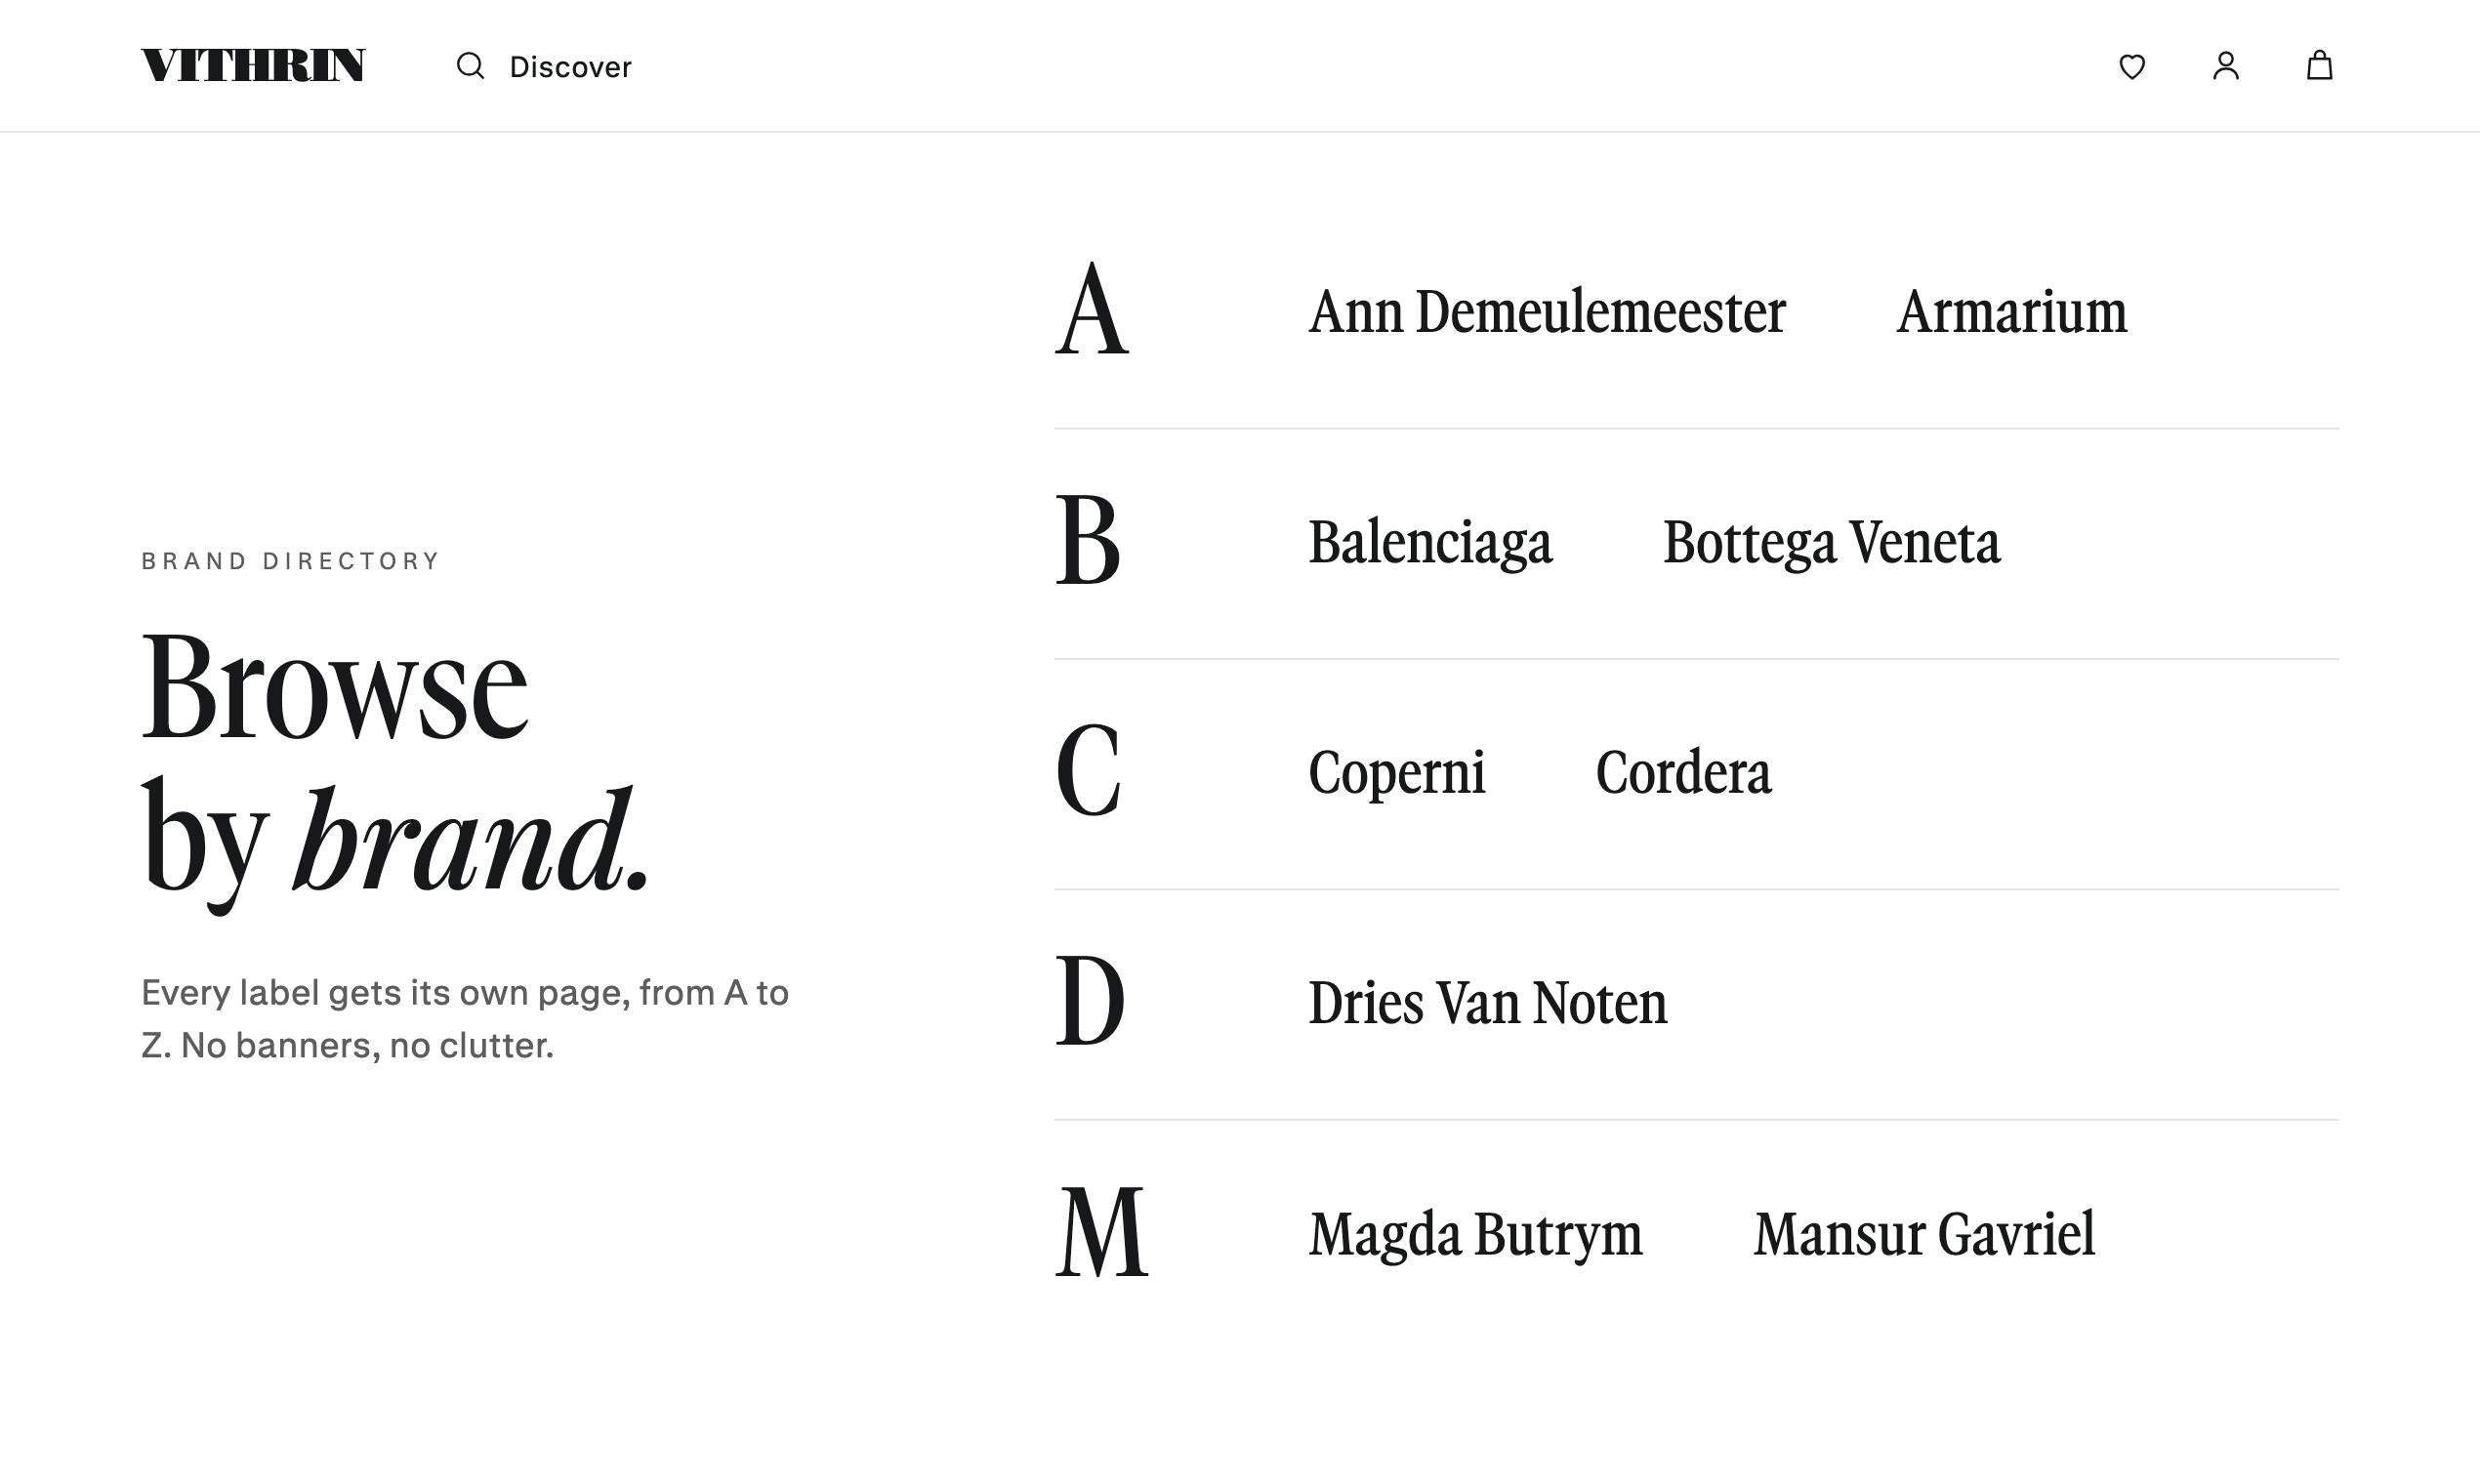 VITHRIN
Discover
BRAND DIRECTORY
Browse
by brand.
Every label gets its own page, from A to
Z. No banners, no clutter.
A
Ann Demeulemeester Armarium
B
Balenciaga Bottega Veneta
C
Coperni Cordera
D
Dries Van Noten
M
Magda Butrym Mansur Gavriel